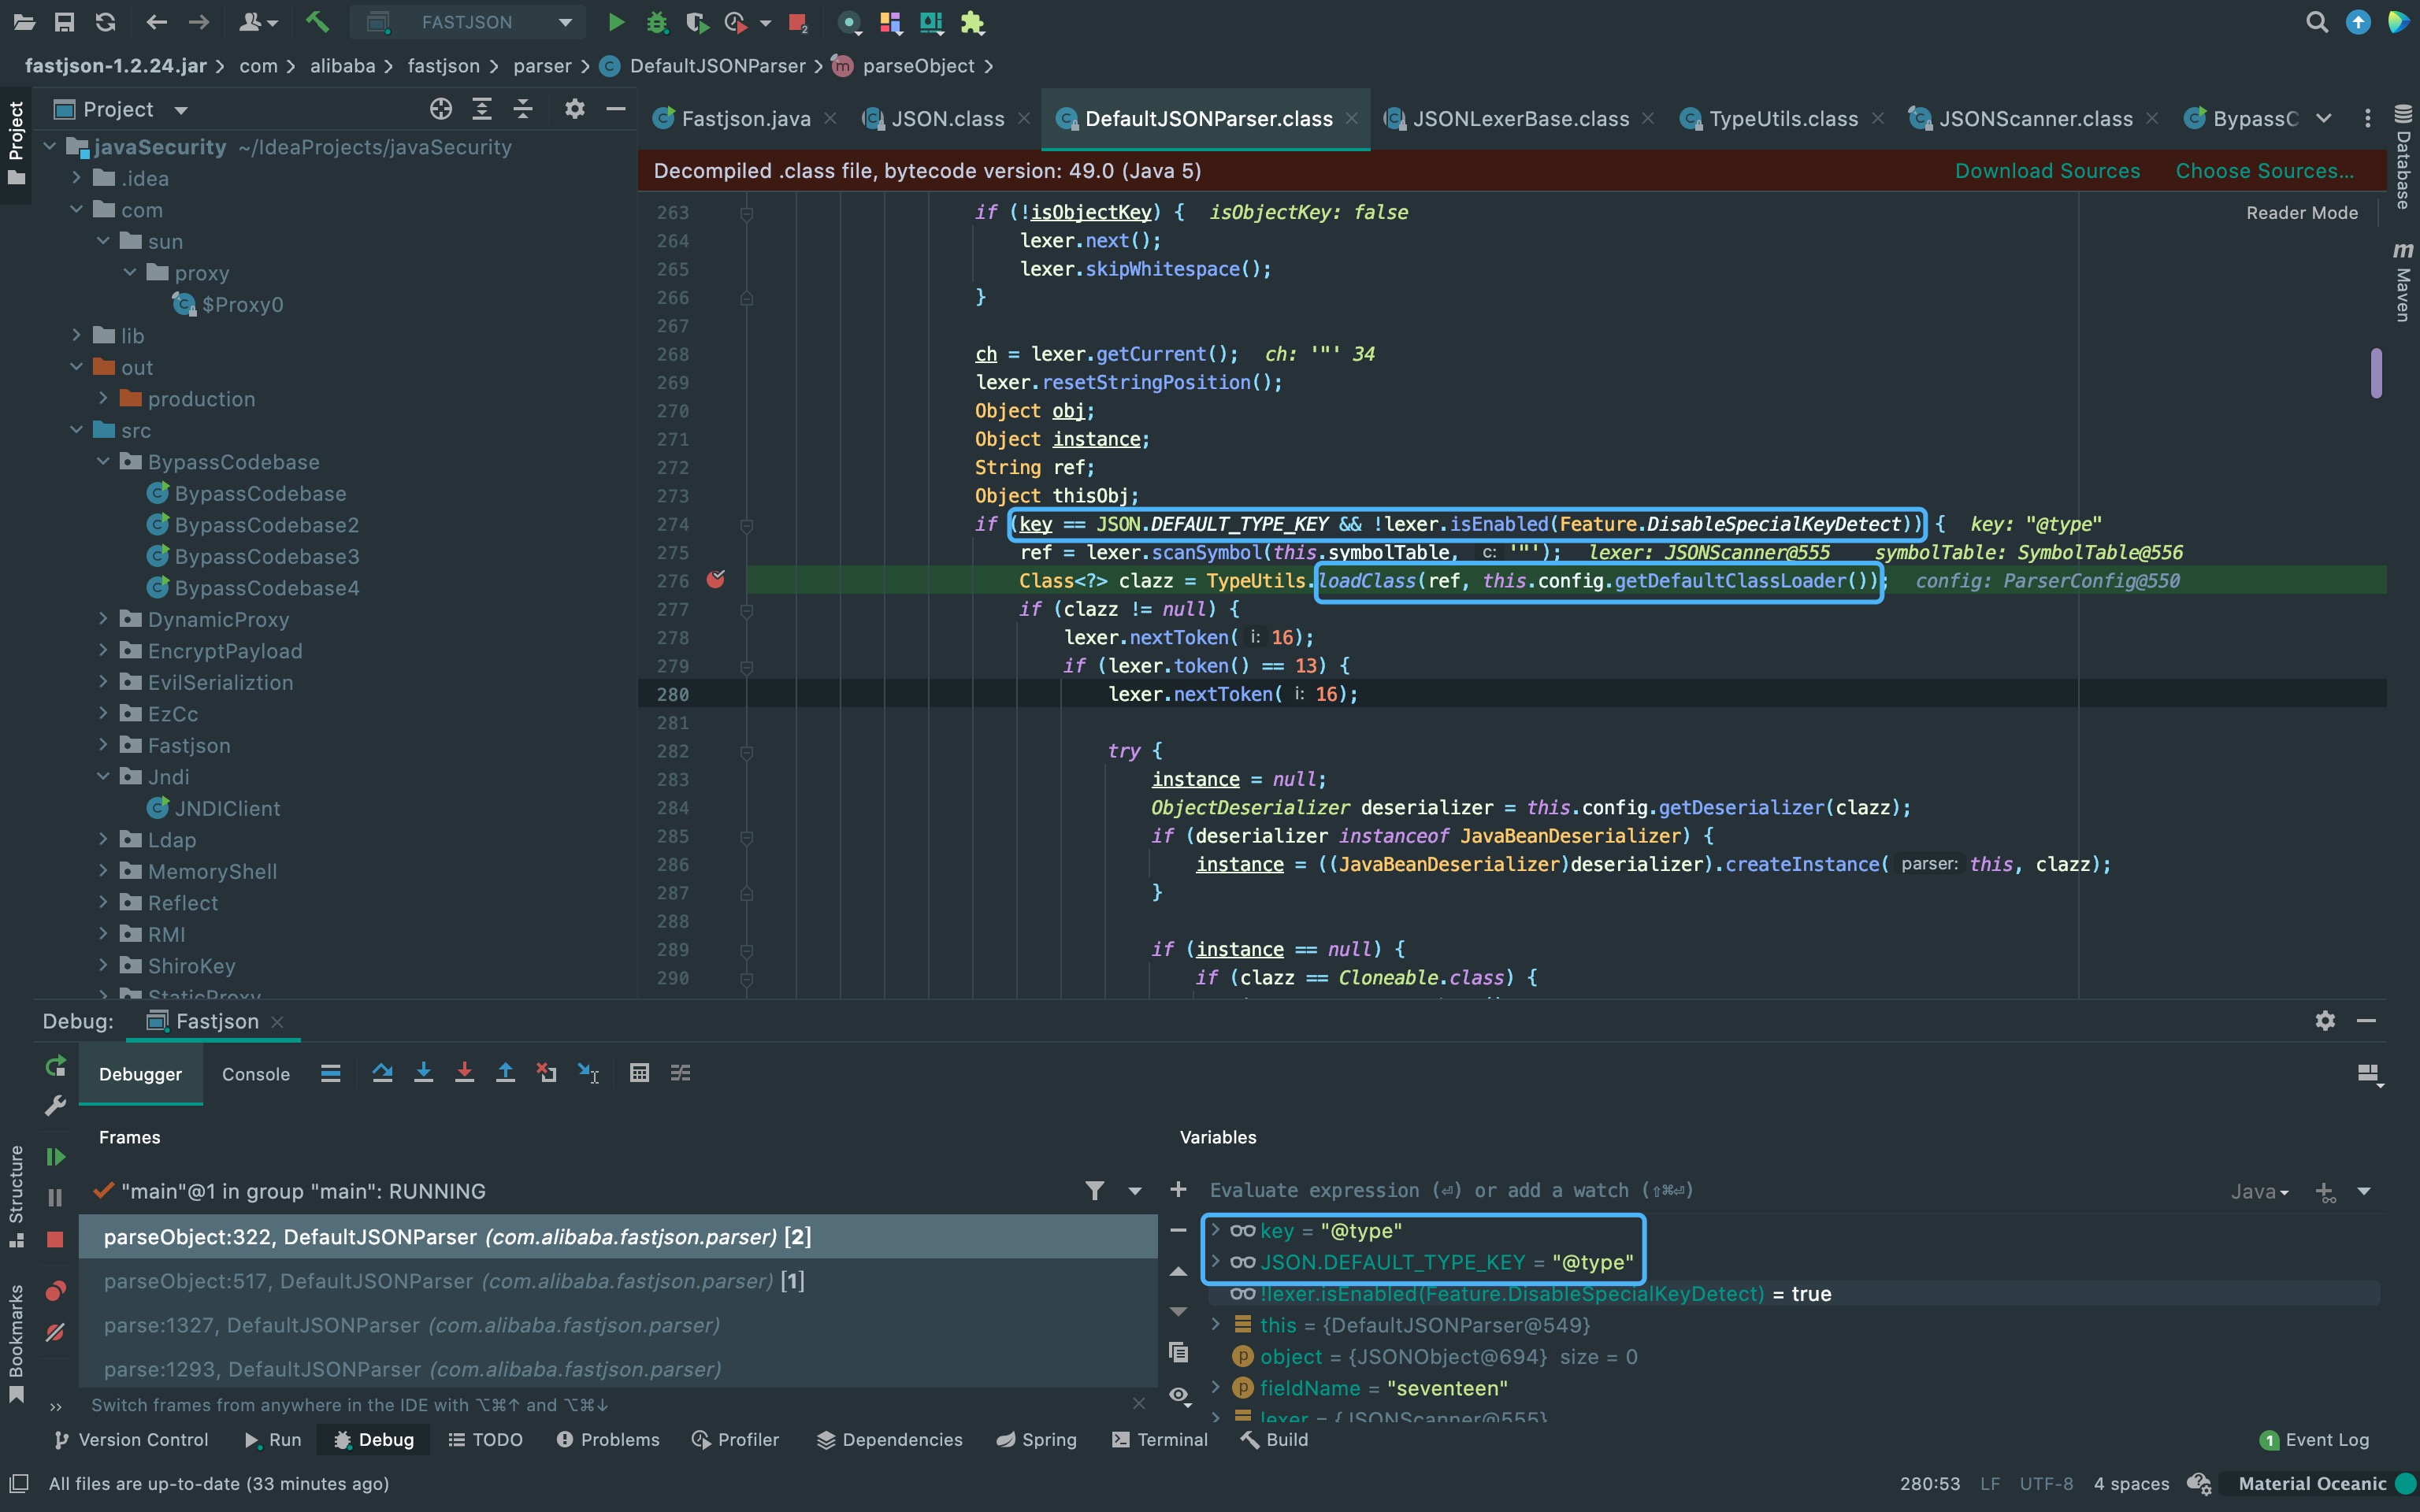 FASTJSON
2
fastjson-1.2.24.jar > com > alibaba > fastjson > parser > DefaultJSONParser > parseObject >
Project
Project
javaSecurity ~/IdeaProjects/javaSecurity
.idea
com
sun
proxy
$Proxy0
lib
out
production
src
BypassCodebase
BypassCodebase
BypassCodebase2
BypassCodebase3
BypassCodebase4
DynamicProxy
EncryptPayload
EvilSerializtion
EzCc
Fastjson
Jndi
JNDIClient
Ldap
MemoryShell
Reflect
RMI
ShiroKey
StaticProxy
Fastjson.java JSON.class DefaultJSONParser.class JSONLexerBase.class TypeUtils.class JSONScanner.class BypassC
Decompiled .class file, bytecode version: 49.0 (Java 5) Download Sources Choose Sources...
Reader Mode
Database
Maven
263 if (!isObjectKey) { isObjectKey: false
264 lexer.next();
265 lexer.skipWhitespace();
266 }
267
268 ch = lexer.getCurrent(); ch: '"' 34
269 lexer.resetStringPosition();
270 Object obj;
271 Object instance;
272 String ref;
273 Object thisObj;
274 if (key == JSON.DEFAULT_TYPE_KEY && !lexer.isEnabled(Feature.DisableSpecialKeyDetect)) { key: "@type"
275 ref = lexer.scanSymbol(this.symbolTable, c: '"'); lexer: JSONScanner@555 symbolTable: SymbolTable@556
276 Class<?> clazz = TypeUtils.loadClass(ref, this.config.getDefaultClassLoader()); config: ParserConfig@550
277 if (clazz != null) {
278 lexer.nextToken( i: 16);
279 if (lexer.token() == 13) {
280 lexer.nextToken( i: 16);
281
282 try {
283 instance = null;
284 ObjectDeserializer deserializer = this.config.getDeserializer(clazz);
285 if (deserializer instanceof JavaBeanDeserializer) {
286 instance = ((JavaBeanDeserializer)deserializer).createInstance( parser: this, clazz);
287 }
288
289 if (instance == null) {
290 if (clazz == Cloneable.class) {
Debug: Fastjson
Debugger Console
Frames
"main"@1 in group "main": RUNNING
parseObject:322, DefaultJSONParser (com.alibaba.fastjson.parser) [2]
parseObject:517, DefaultJSONParser (com.alibaba.fastjson.parser) [1]
parse:1327, DefaultJSONParser (com.alibaba.fastjson.parser)
parse:1293, DefaultJSONParser (com.alibaba.fastjson.parser)
Switch frames from anywhere in the IDE with ⌥⌘↑ and ⌥⌘↓
Variables
Evaluate expression (⏎) or add a watch (⇧⌘⏎) Java
key = "@type"
JSON.DEFAULT_TYPE_KEY = "@type"
!lexer.isEnabled(Feature.DisableSpecialKeyDetect) = true
this = {DefaultJSONParser@549}
object = {JSONObject@694} size = 0
fieldName = "seventeen"
lexer = {JSONScanner@555}
Structure
Bookmarks
Version Control Run Debug TODO Problems Profiler Dependencies Spring Terminal Build 1 Event Log
All files are up-to-date (33 minutes ago) 280:53 LF UTF-8 4 spaces Material Oceanic